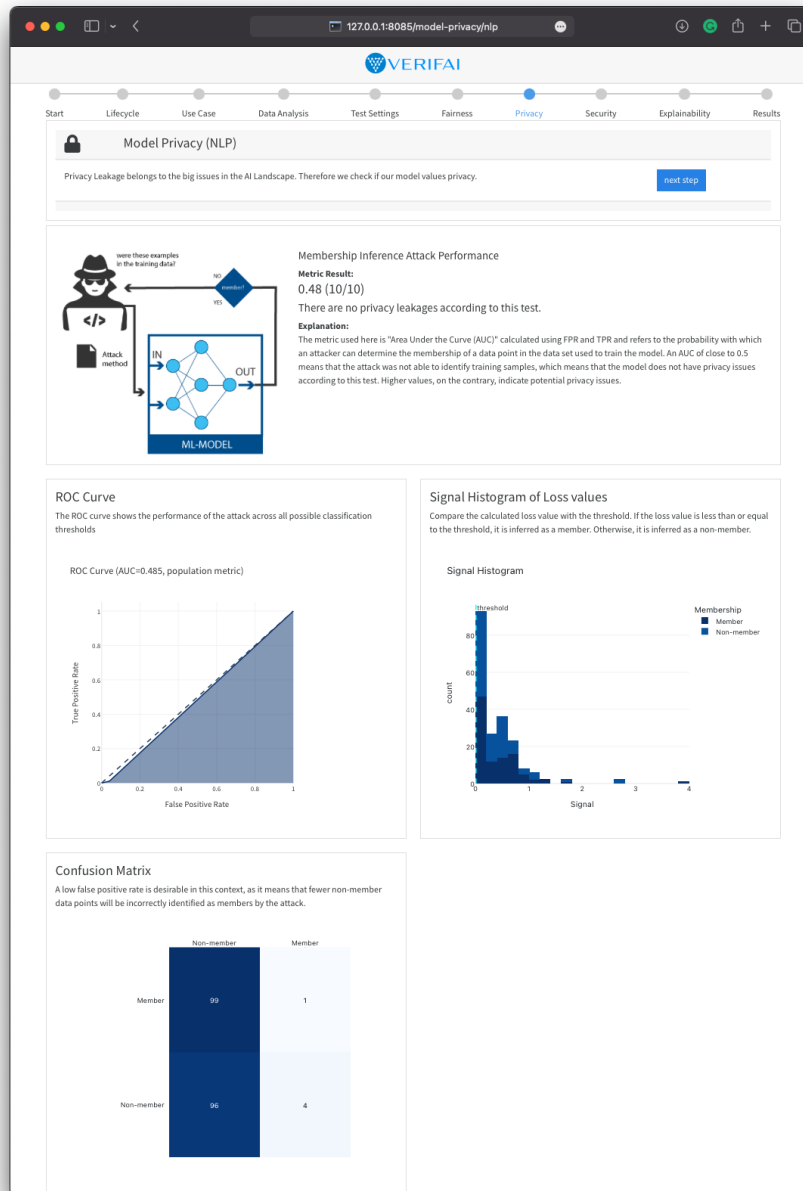 127.0.0.1:8085/model-privacy/nlp
VERIFAI
Start
Lifecycle
Use Case
Data Analysis
Test Settings
Fairness
Privacy
Security
Explainability
Results
Model Privacy (NLP)
Privacy Leakage belongs to the big issues in the AI Landscape. Therefore we check if our model values privacy.
next step
were these examples
in the training data?
NO
member?
YES
</>
Attack
method
IN
OUT
ML-MODEL
Membership Inference Attack Performance
Metric Result:
0.48 (10/10)
There are no privacy leakages according to this test.
Explanation:
The metric used here is "Area Under the Curve (AUC)" calculated using FPR and TPR and refers to the probability with which
an attacker can determine the membership of a data point in the data set used to train the model. An AUC of close to 0.5
means that the attack was not able to identify training samples, which means that the model does not have privacy issues
according to this test. Higher values, on the contrary, indicate potential privacy issues.
ROC Curve
The ROC curve shows the performance of the attack across all possible classification
thresholds
ROC Curve (AUC=0.485, population metric)
1
0.8
0.6
0.4
0.2
0
True Positive Rate
0
0.2
0.4
0.6
0.8
1
False Positive Rate
Signal Histogram of Loss values
Compare the calculated loss value with the threshold. If the loss value is less than or equal
to the threshold, it is inferred as a member. Otherwise, it is inferred as a non-member.
Signal Histogram
threshold
Membership
Member
Non-member
80
60
40
20
0
count
0
1
2
3
4
Signal
Confusion Matrix
A low false positive rate is desirable in this context, as it means that fewer non-member
data points will be incorrectly identified as members by the attack.
Non-member
Member
Member
99
1
Non-member
96
4